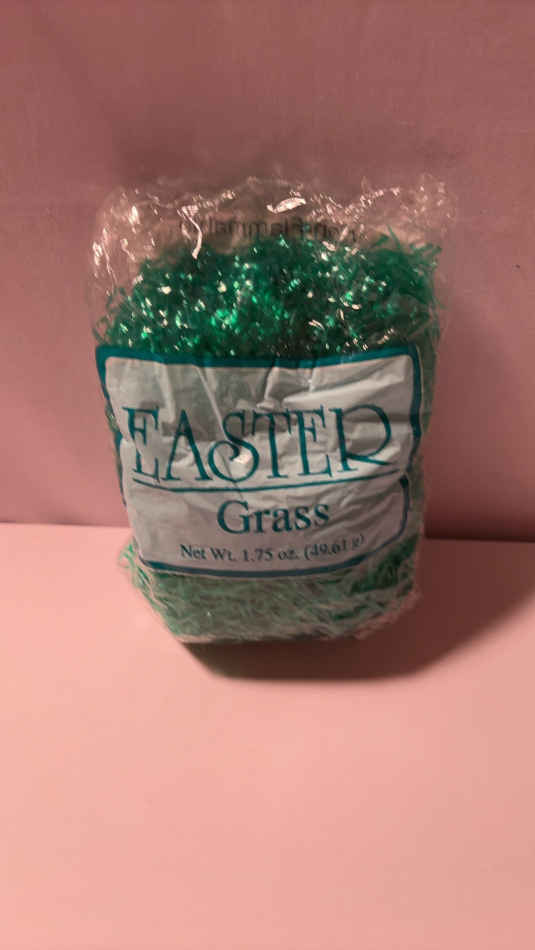 EASTER
Grass
Net Wt. 1.75 oz. (49.61 g)